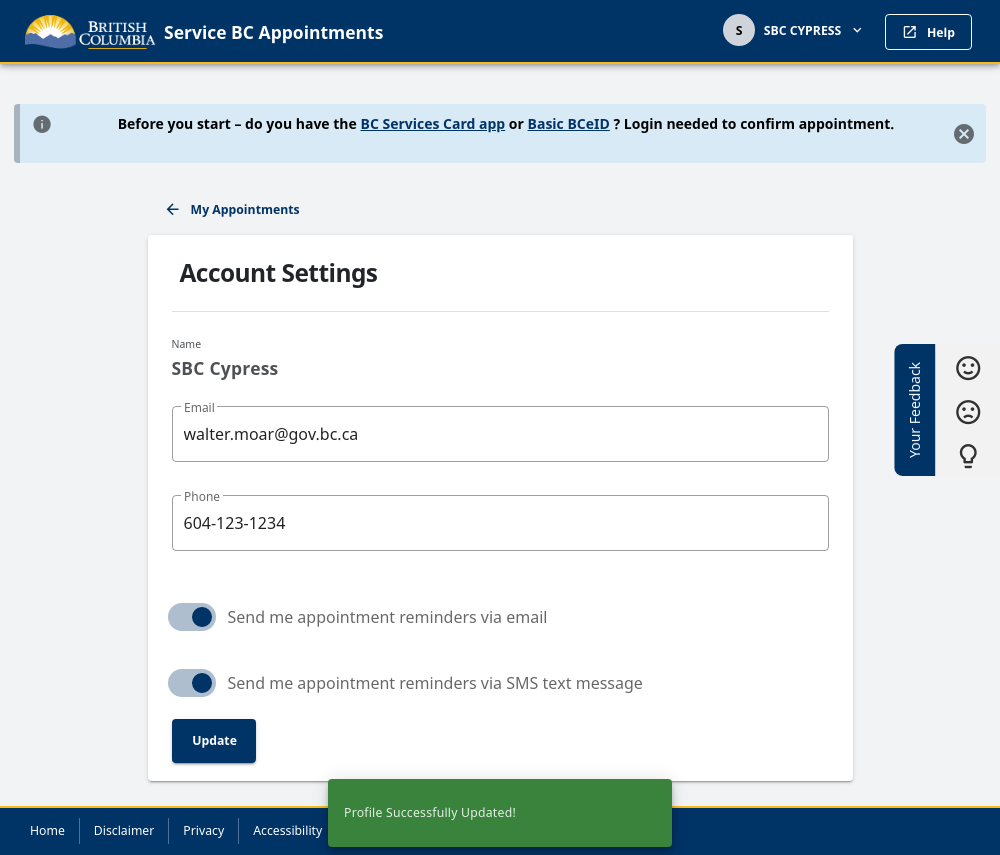 BRITISH
COLUMBIA
Service BC Appointments
S
SBC CYPRESS
Help
Before you start – do you have the BC Services Card app or Basic BCeID ? Login needed to confirm appointment.
My Appointments
Account Settings
Name
SBC Cypress
Email
walter.moar@gov.bc.ca
Phone
604-123-1234
Your Feedback
Send me appointment reminders via email
Send me appointment reminders via SMS text message
Update
Profile Successfully Updated!
Home
Disclaimer
Privacy
Accessibility